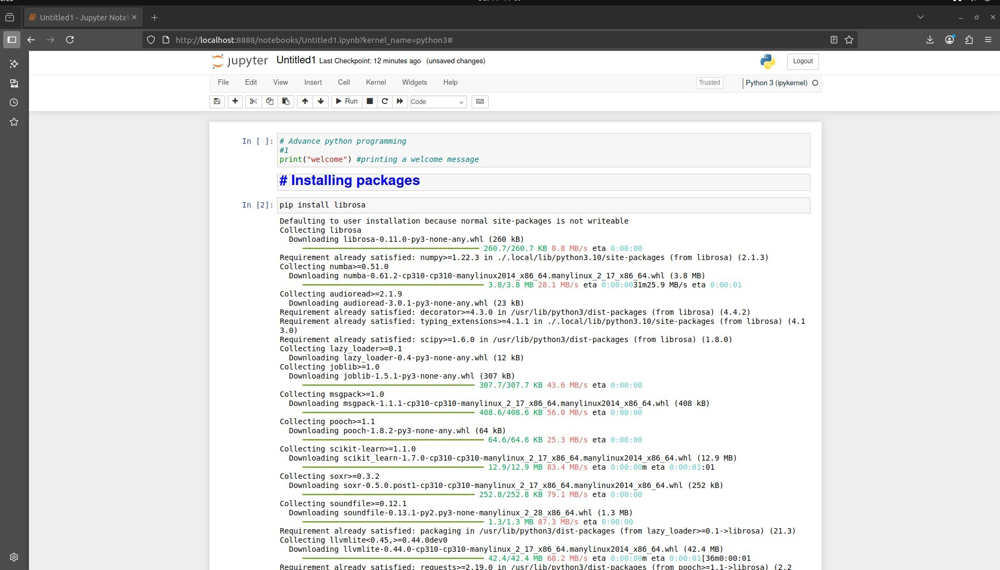 Untitled1 - Jupyter Note
http://localhost:8888/notebooks/Untitled1.ipynb?kernel_name=python3#
jupyter Untitled1 Last Checkpoint: 12 minutes ago (unsaved changes)
Logout
File Edit View Insert Cell Kernel Widgets Help
Trusted
Python 3 (ipykernel)
Run
Code
In [ ]: # Advance python programming
#1
print("welcome") #printing a welcome message
# Installing packages
In [2]: pip install librosa
Defaulting to user installation because normal site-packages is not writeable
Collecting librosa
Downloading librosa-0.11.0-py3-none-any.whl (260 kB)
260.7/260.7 KB 8.8 MB/s eta 0:00:00
Requirement already satisfied: numpy>=1.22.3 in ./.local/lib/python3.10/site-packages (from librosa) (2.1.3)
Collecting numba>=0.51.0
Downloading numba-0.61.2-cp310-cp310-manylinux2014_x86_64.manylinux_2_17_x86_64.whl (3.8 MB)
3.8/3.8 MB 28.1 MB/s eta 0:00:0031m25.9 MB/s eta 0:00:01
Collecting audioread>=2.1.9
Downloading audioread-3.0.1-py3-none-any.whl (23 kB)
Requirement already satisfied: decorator>=4.3.0 in /usr/lib/python3/dist-packages (from librosa) (4.4.2)
Requirement already satisfied: typing_extensions>=4.1.1 in ./.local/lib/python3.10/site-packages (from librosa) (4.1
3.0)
Requirement already satisfied: scipy>=1.6.0 in /usr/lib/python3/dist-packages (from librosa) (1.8.0)
Collecting lazy_loader>=0.1
Downloading lazy_loader-0.4-py3-none-any.whl (12 kB)
Collecting joblib>=1.0
Downloading joblib-1.5.1-py3-none-any.whl (307 kB)
307.7/307.7 KB 43.6 MB/s eta 0:00:00
Collecting msgpack>=1.0
Downloading msgpack-1.1.1-cp310-cp310-manylinux_2_17_x86_64.manylinux2014_x86_64.whl (408 kB)
408.6/408.6 KB 56.0 MB/s eta 0:00:00
Collecting pooch>=1.1
Downloading pooch-1.8.2-py3-none-any.whl (64 kB)
64.6/64.6 KB 25.3 MB/s eta 0:00:00
Collecting scikit-learn>=1.1.0
Downloading scikit_learn-1.7.0-cp310-cp310-manylinux_2_17_x86_64.manylinux2014_x86_64.whl (12.9 MB)
12.9/12.9 MB 83.4 MB/s eta 0:00:00m eta 0:00:01:01
Collecting soxr>=0.3.2
Downloading soxr-0.5.0.post1-cp310-cp310-manylinux_2_17_x86_64.manylinux2014_x86_64.whl (252 kB)
252.8/252.8 KB 79.1 MB/s eta 0:00:00
Collecting soundfile>=0.12.1
Downloading soundfile-0.13.1-py2.py3-none-manylinux_2_28_x86_64.whl (1.3 MB)
1.3/1.3 MB 87.3 MB/s eta 0:00:00
Requirement already satisfied: packaging in /usr/lib/python3/dist-packages (from lazy_loader>=0.1->librosa) (21.3)
Collecting llvmlite<0.45,>=0.44.0dev0
Downloading llvmlite-0.44.0-cp310-cp310-manylinux_2_17_x86_64.manylinux2014_x86_64.whl (42.4 MB)
42.4/42.4 MB 68.2 MB/s eta 0:00:00m eta 0:00:01[36m0:00:01
Requirement already satisfied: requests>=2.19.0 in /usr/lib/python3/dist-packages (from pooch>=1.1->librosa) (2.2